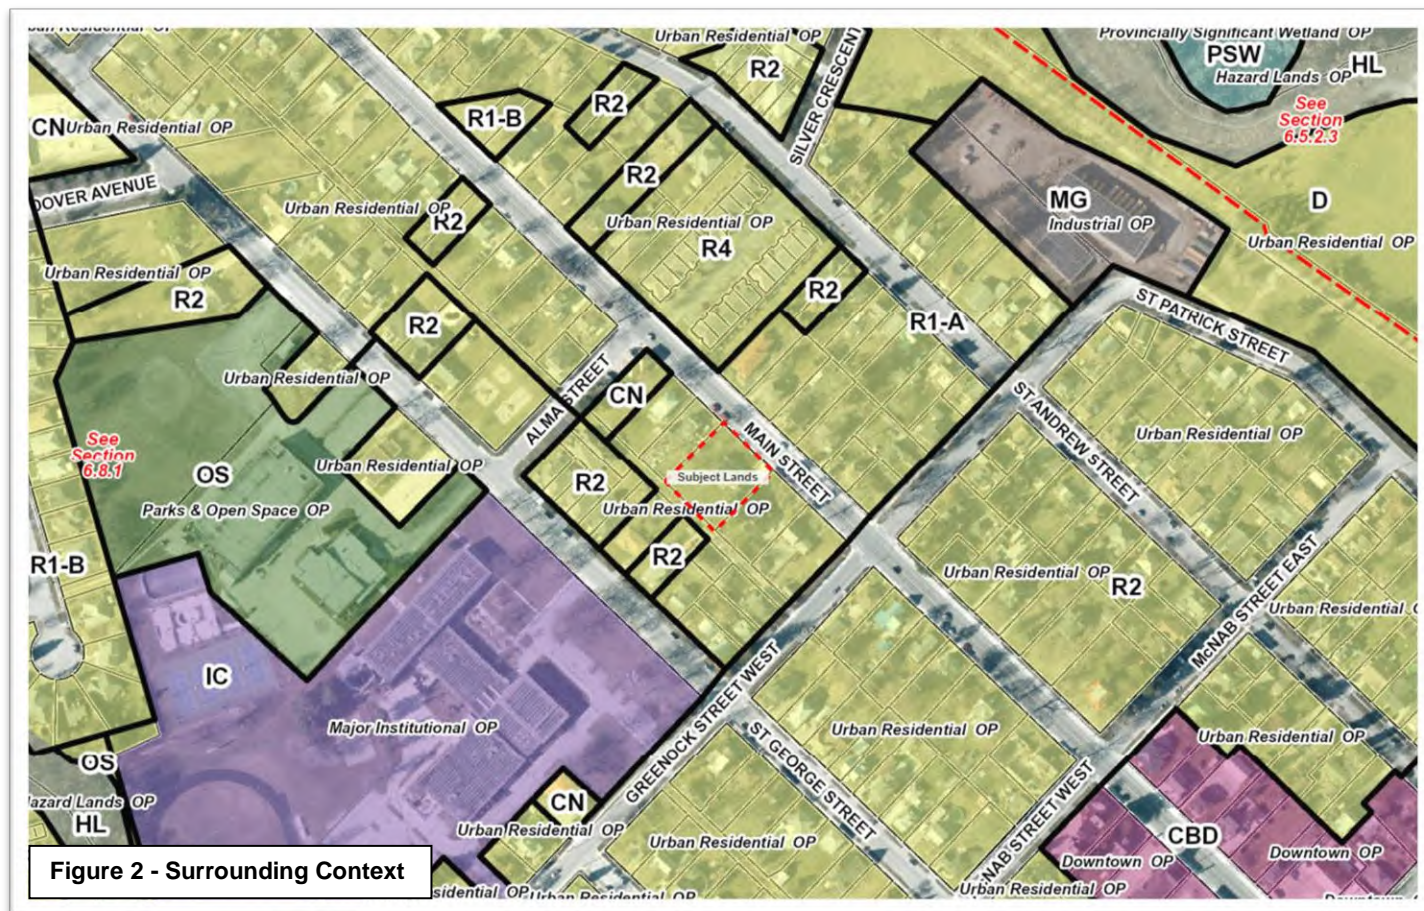 Urban Residential OP
Provincially Significant Wetland OP
PSW
HL
Hazard Lands OP
R2
SILVER CRESCENT
See
Section
6.5.2.3
R2
R1-B
CN
Urban Residential OP
DOVER AVENUE
R2
MG
D
Industrial OP
Urban Residential OP
R2
Urban Residential OP
Urban Residential OP
R4
Urban Residential OP
R2
R2
R2
R1-A
ST PATRICK STREET
Urban Residential OP
ALMA STREET
CN
ST ANDREW STREET
See
Section
6.8.1
MAIN STREET
Urban Residential OP
OS
Urban Residential OP
R2
Subject Lands
Parks & Open Space OP
Urban Residential OP
R1-B
R2
Urban Residential OP
R2
McNAB STREET EAST
Urban Residential
IC
GREENOCK STREET WEST
Major Institutional OP
ST GEORGE STREET
Urban Residential OP
Urban Residential OP
OS
Hazard Lands OP
HL
CN
Urban Residential OP
Urban Residential OP
McNAB STREET WEST
CBD
Downtown OP
Downtown OP
Figure 2 - Surrounding Context
Urban Residential OP
Urban Residential OP